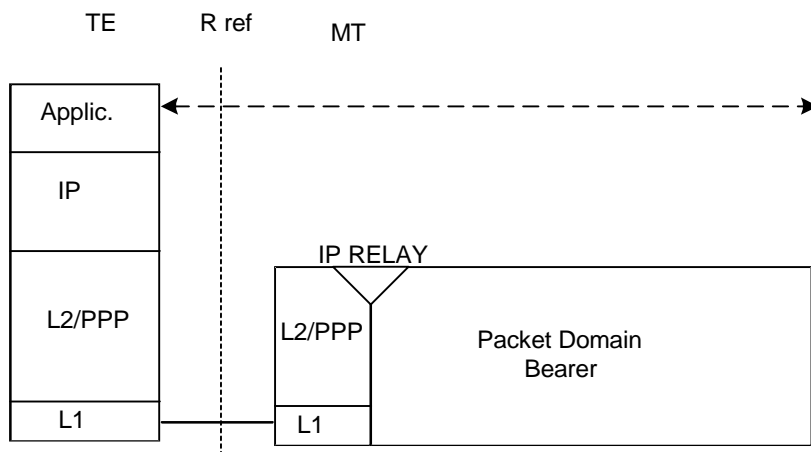 TE
R ref
MT
Applic.
IP
IP RELAY
L2/PPP
L2/PPP
Packet Domain
Bearer
L1
L1